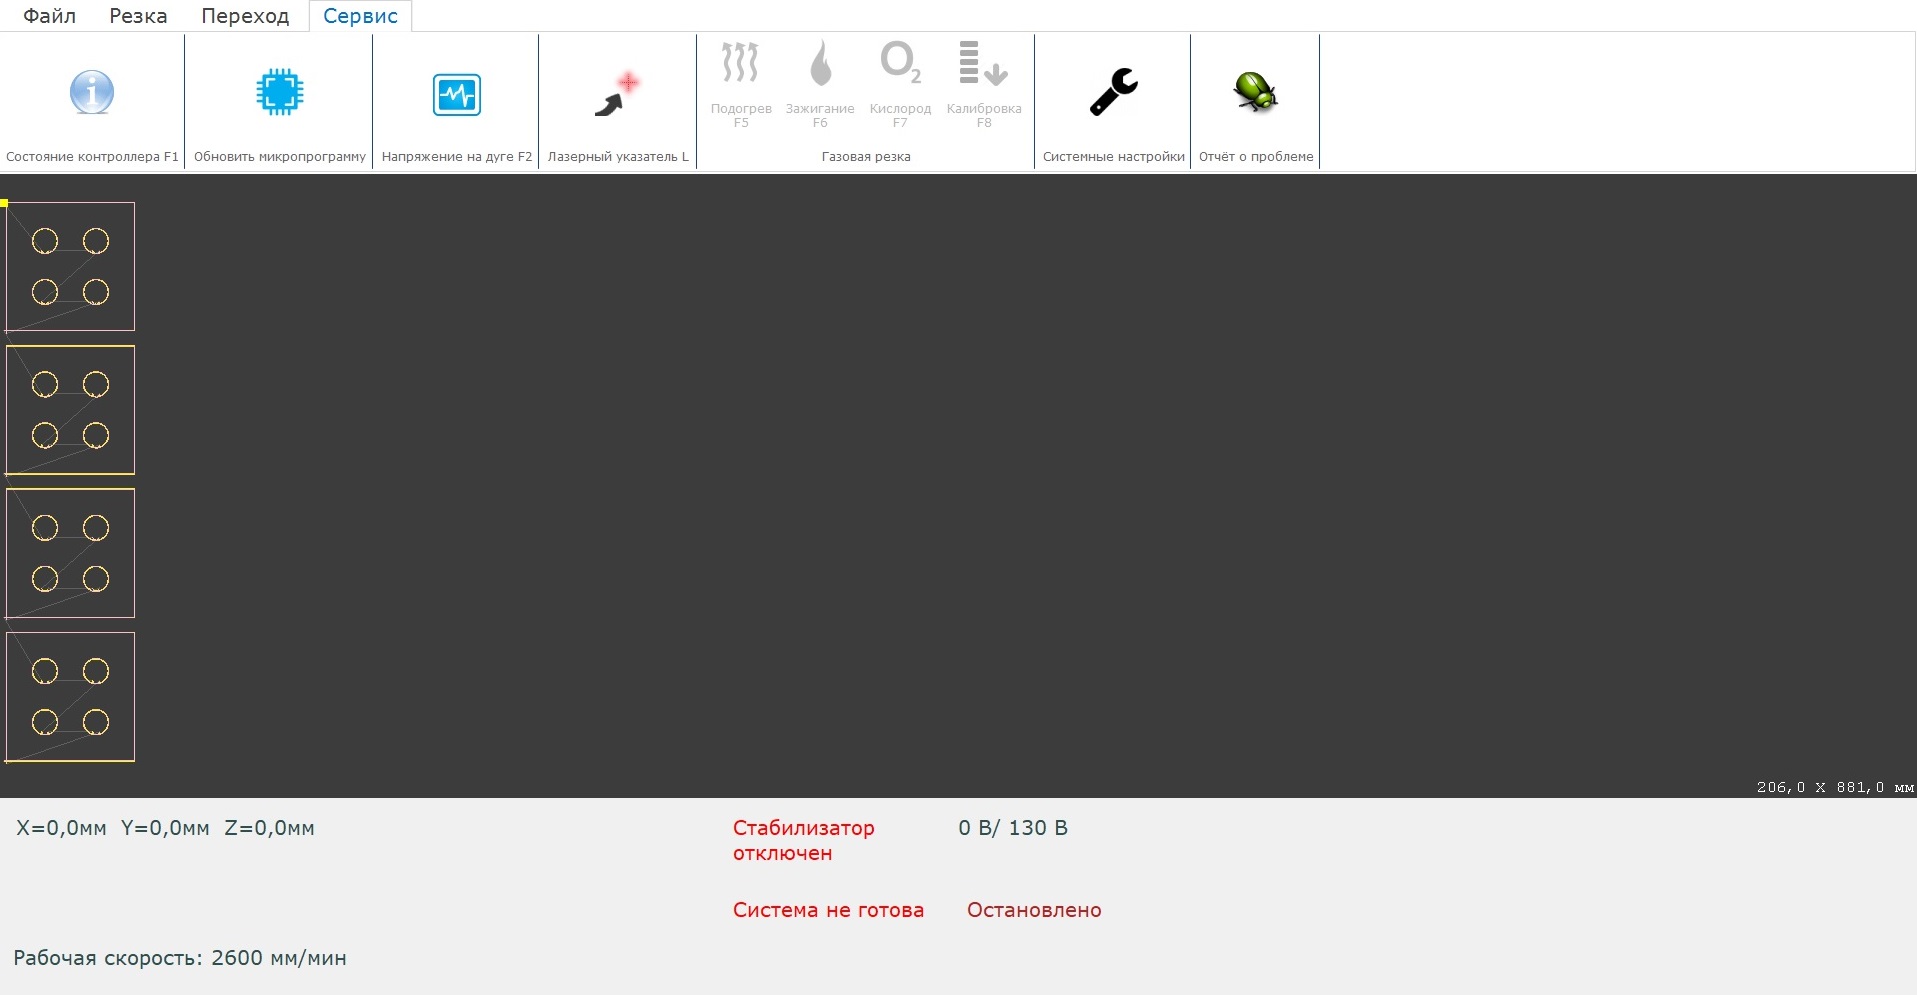 Файл Резка Переход Сервис
Подогрев Зажигание Кислород Калибровка
F5 F6 F7 F8
Состояние контроллера F1 Обновить микропрограмму Напряжение на дуге F2 Лазерный указатель L Газовая резка Системные настройки Отчёт о проблеме
206,0 X 881,0 мм
X=0,0мм Y=0,0мм Z=0,0мм Стабилизатор 0 В/ 130 В
отключен
Система не готова Остановлено
Рабочая скорость: 2600 мм/мин